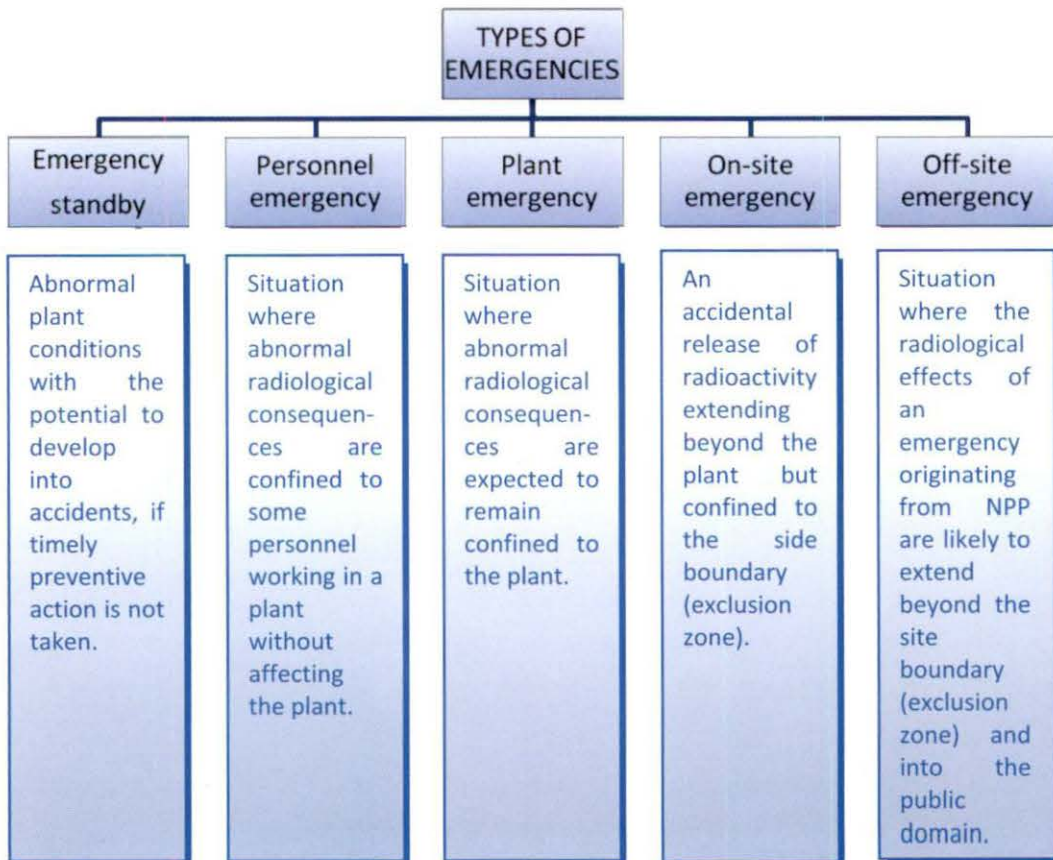 TYPES OF
EMERGENCIES
Emergency
standby
Personnel
emergency
Plant
emergency
On-site
emergency
Off-site
emergency
Abnormal
plant
conditions
with the
potential to
develop
into
accidents, if
timely
preventive
action is not
taken.
Situation
where
abnormal
radiological
consequen-
ces are
confined to
some
personnel
working in a
plant
without
affecting
the plant.
Situation
where
abnormal
radiological
consequen-
ces are
expected to
remain
confined to
the plant.
An
accidental
release of
radioactivity
extending
beyond the
plant but
confined to
the side
boundary
(exclusion
zone).
Situation
where the
radiological
effects of
an
emergency
originating
from NPP
are likely to
extend
beyond the
site
boundary
(exclusion
zone) and
into the
public
domain.